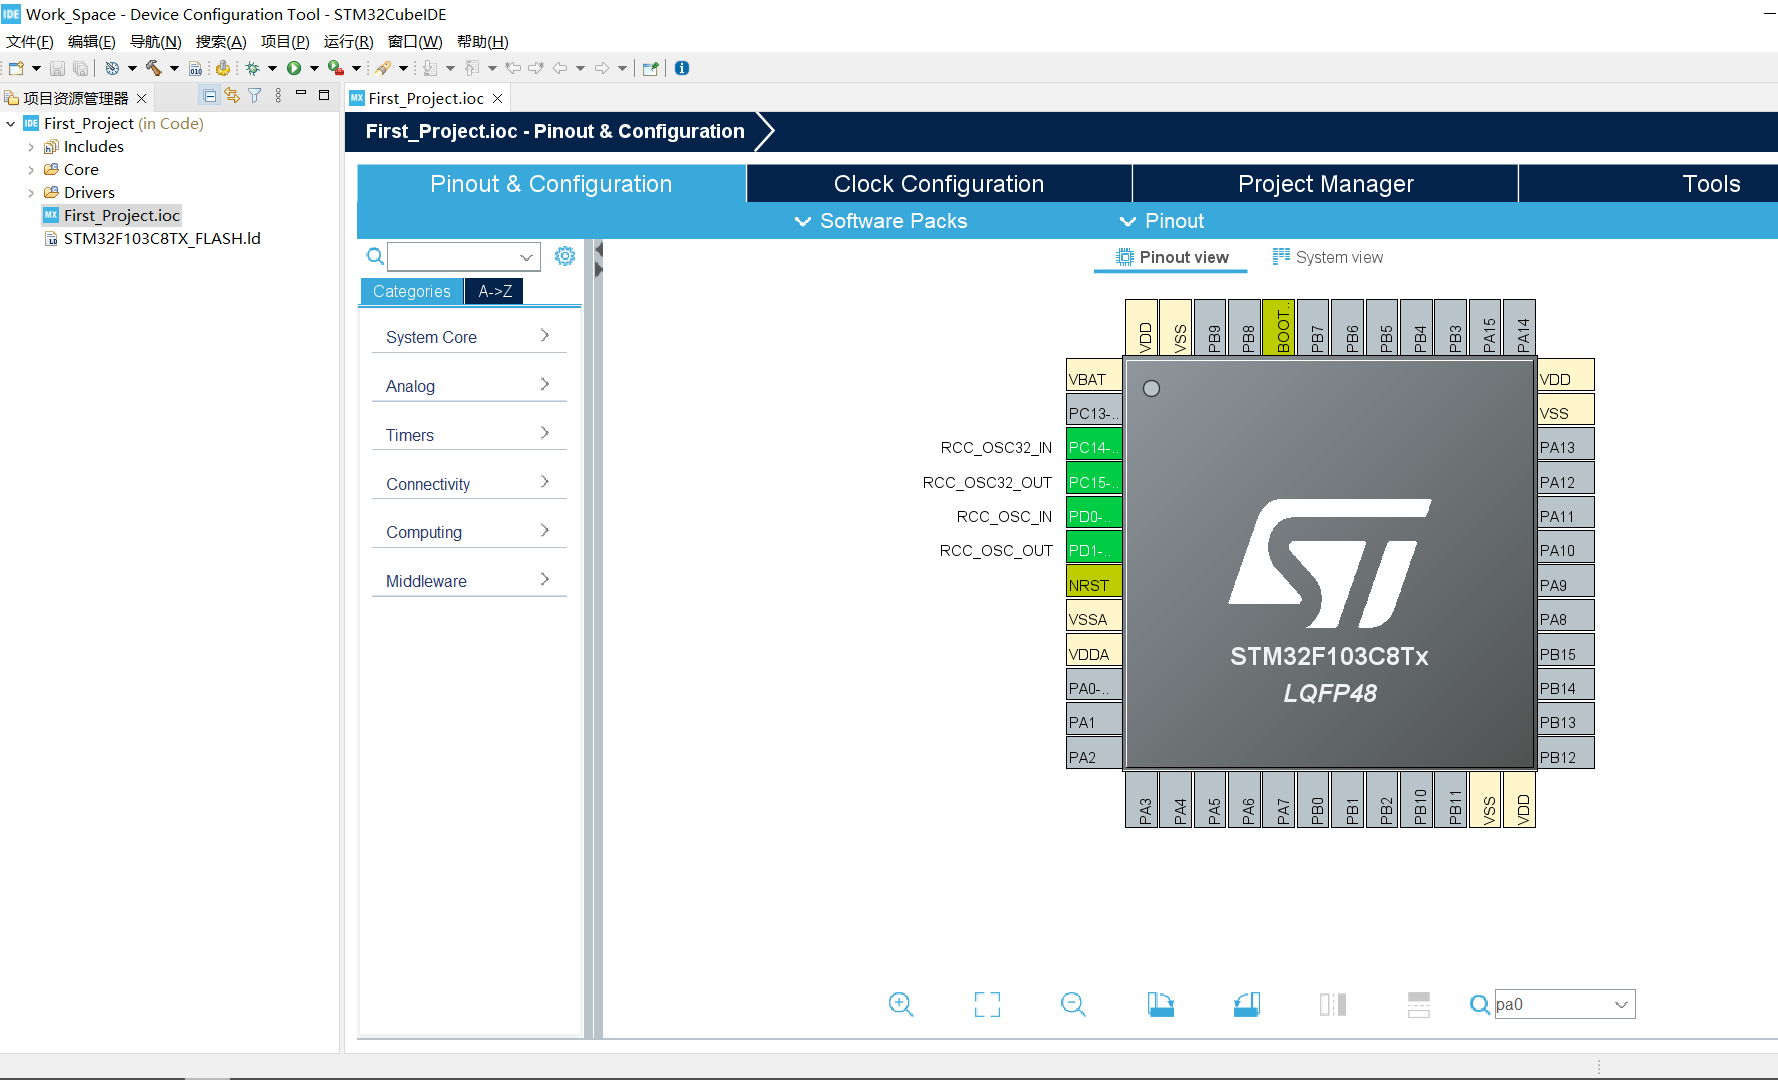 Work_Space - Device Configuration Tool - STM32CubeIDE
文件(F) 编辑(E) 导航(N) 搜索(A) 项目(P) 运行(R) 窗口(W) 帮助(H)
项目资源管理器
First_Project (in Code)
Includes
Core
Drivers
First_Project.ioc
STM32F103C8TX_FLASH.ld
First_Project.ioc
First_Project.ioc - Pinout & Configuration
Pinout & Configuration Clock Configuration Project Manager Tools
Software Packs Pinout
Categories A->Z
System Core
Analog
Timers
Connectivity
Computing
Middleware
Pinout view System view
VDD VSS PB9 PB8 BOOT.. PB7 PB6 PB5 PB4 PB3 PA15 PA14
VBAT VDD
PC13-.. VSS
RCC_OSC32_IN PC14-.. PA13
RCC_OSC32_OUT PC15-.. PA12
RCC_OSC_IN PD0-.. PA11
RCC_OSC_OUT PD1-.. PA10
NRST PA9
VSSA PA8
VDDA PB15
PA0-.. PB14
PA1 PB13
PA2 PB12
ST
STM32F103C8Tx
LQFP48
PA3 PA4 PA5 PA6 PA7 PB0 PB1 PB2 PB10 PB11 VSS VDD
pa0